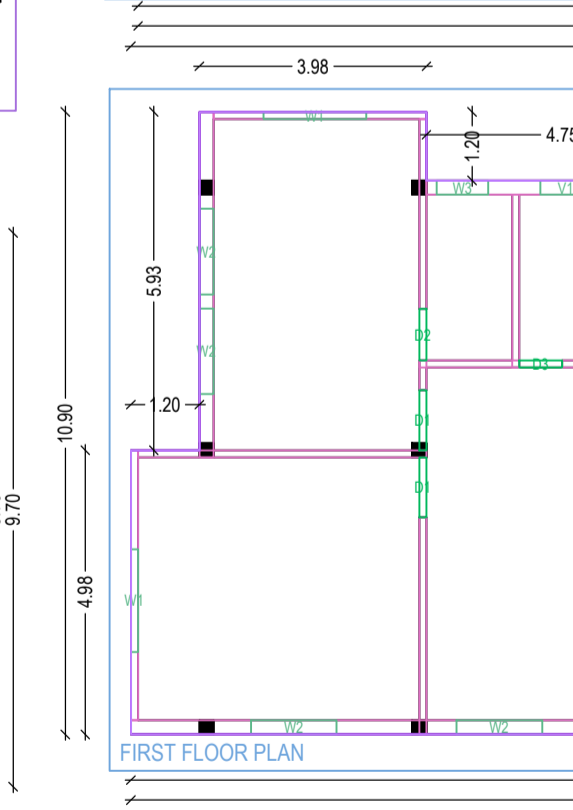 3.98
W1
1.20
4.75
W3
V1
W2
5.93
D2
W2
D3
1.20
D1
10.90
D1
9.70
4.98
W1
W2
W2
FIRST FLOOR PLAN